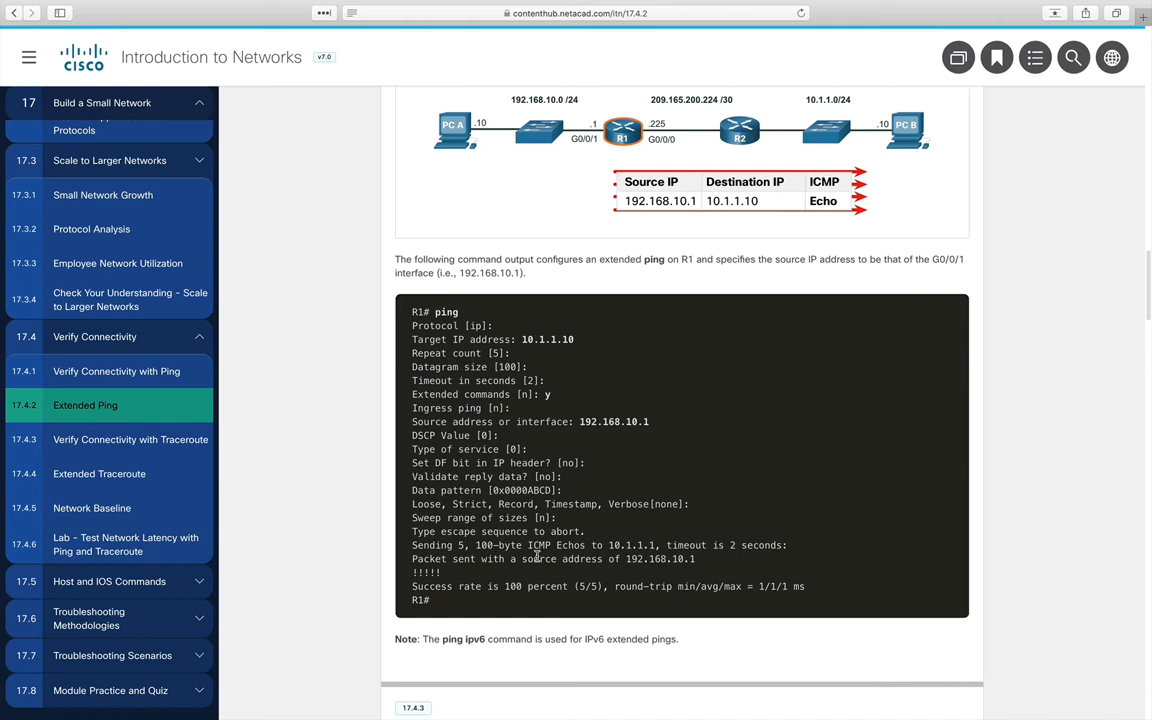 contenthub.netacad.com/itn/17.4.2
CISCO
Introduction to Networks
v7.0
17 Build a Small Network
Protocols
17.3 Scale to Larger Networks
17.3.1 Small Network Growth
17.3.2 Protocol Analysis
17.3.3 Employee Network Utilization
17.3.4 Check Your Understanding - Scale
to Larger Networks
17.4 Verify Connectivity
17.4.1 Verify Connectivity with Ping
17.4.2 Extended Ping
17.4.3 Verify Connectivity with Traceroute
17.4.4 Extended Traceroute
17.4.5 Network Baseline
17.4.6 Lab - Test Network Latency with
Ping and Traceroute
17.5 Host and IOS Commands
17.6 Troubleshooting
Methodologies
17.7 Troubleshooting Scenarios
17.8 Module Practice and Quiz
192.168.10.0 /24 209.165.200.224 /30 10.1.1.0/24
PC A .10 .1 R1 .225 R2 .10 PC B
G0/0/1 G0/0/0
Source IP Destination IP ICMP
192.168.10.1 10.1.1.10 Echo
The following command output configures an extended ping on R1 and specifies the source IP address to be that of the G0/0/1
interface (i.e., 192.168.10.1).
R1# ping
Protocol [ip]:
Target IP address: 10.1.1.10
Repeat count [5]:
Datagram size [100]:
Timeout in seconds [2]:
Extended commands [n]: y
Ingress ping [n]:
Source address or interface: 192.168.10.1
DSCP Value [0]:
Type of service [0]:
Set DF bit in IP header? [no]:
Validate reply data? [no]:
Data pattern [0x0000ABCD]:
Loose, Strict, Record, Timestamp, Verbose[none]:
Sweep range of sizes [n]:
Type escape sequence to abort.
Sending 5, 100-byte ICMP Echos to 10.1.1.1, timeout is 2 seconds:
Packet sent with a source address of 192.168.10.1
!!!!!
Success rate is 100 percent (5/5), round-trip min/avg/max = 1/1/1 ms
R1#
Note: The ping ipv6 command is used for IPv6 extended pings.
17.4.3